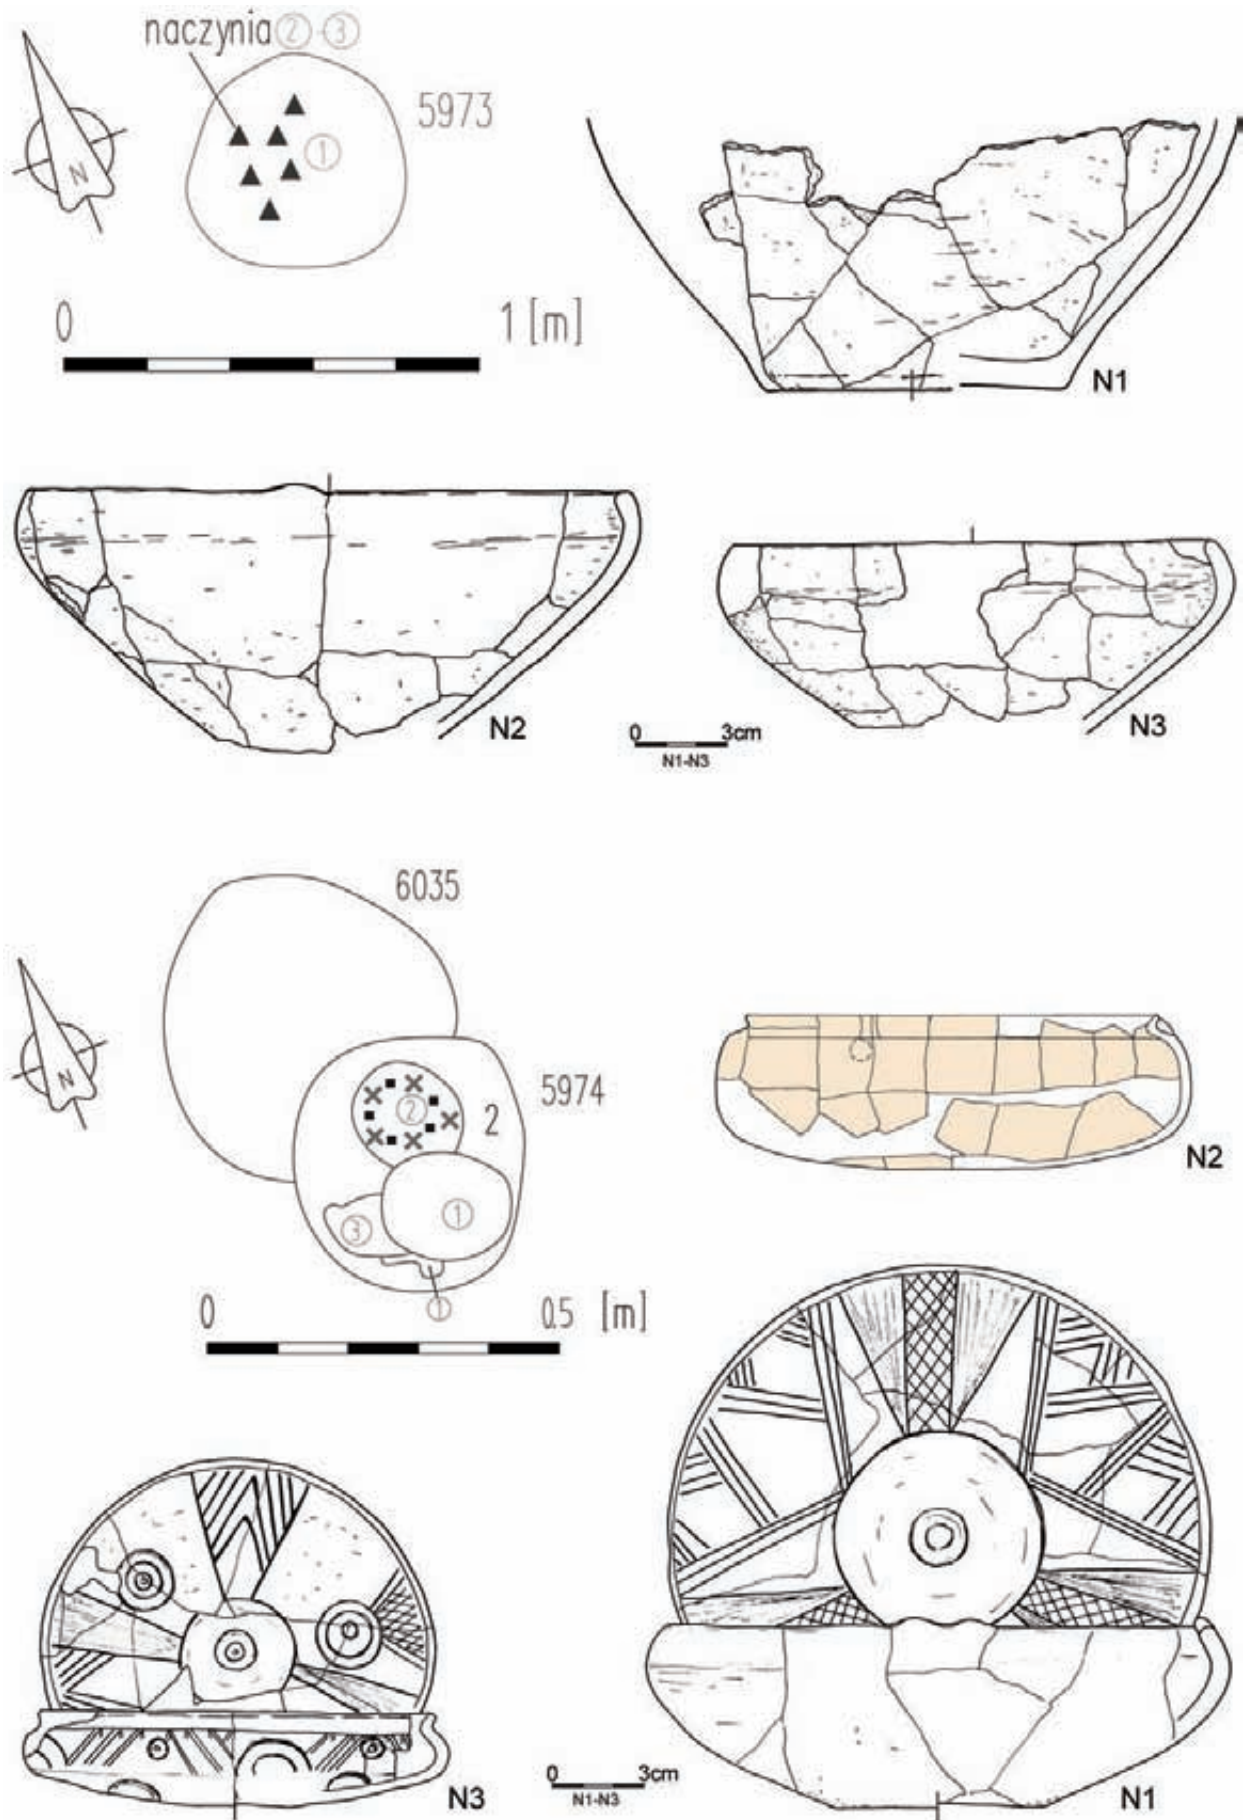 naczynia ② - ③
5973
①
N
0 1 [m]
N1
N2
N3
0 3cm
N1-N3
6035
5974
N
②
2
①
③
①
0 0.5 [m]
N2
N3
0 3cm
N1-N3
N1